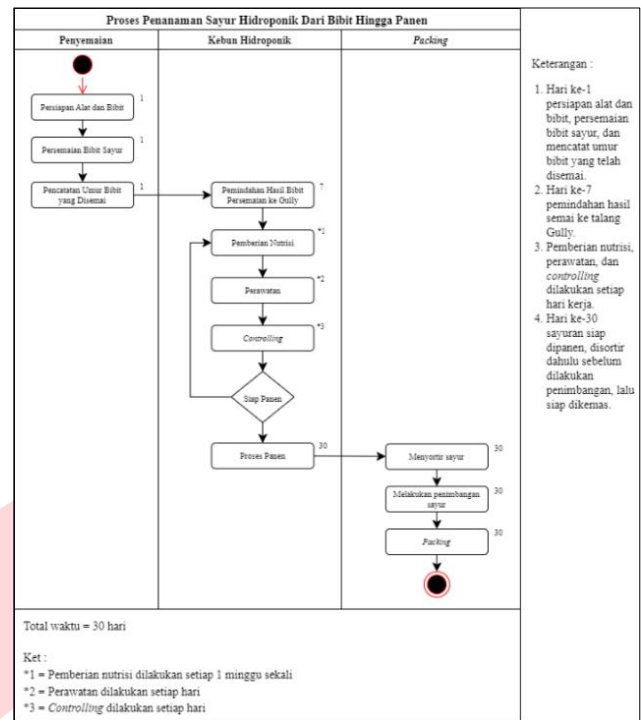 Proses Penanaman Sayur Hidroponik Dari Bibit Hingga Panen
Penyemaian
Kebun Hidroponik
Packing
Persiapan Alat dan Bibit
1
Persemaian Bibit Sayur
1
Pencatatan Umur Bibit
yang Disemai
1
Pemindahan Hasil Bibit
Persemaian ke Gully
7
Pemberian Nutrisi
*1
Perawatan
*2
Controlling
*3
Siap Panen
Proses Panen
30
Menyortir sayur
30
Melakukan penimbangan
sayur
30
Packing
30
Total waktu = 30 hari
Ket :
*1 = Pemberian nutrisi dilakukan setiap 1 minggu sekali
*2 = Perawatan dilakukan setiap hari
*3 = Controlling dilakukan setiap hari
Keterangan :
1. Hari ke-1
persiapan alat dan
bibit, persemaian
bibit sayur, dan
mencatat umur
bibit yang telah
disemai.
2. Hari ke-7
pemindahan hasil
semai ke talang
Gully.
3. Pemberian nutrisi,
perawatan, dan
controlling
dilakukan setiap
hari kerja.
4. Hari ke-30
sayuran siap
dipanen, disortir
dahulu sebelum
dilakukan
penimbangan, lalu
siap dikemas.